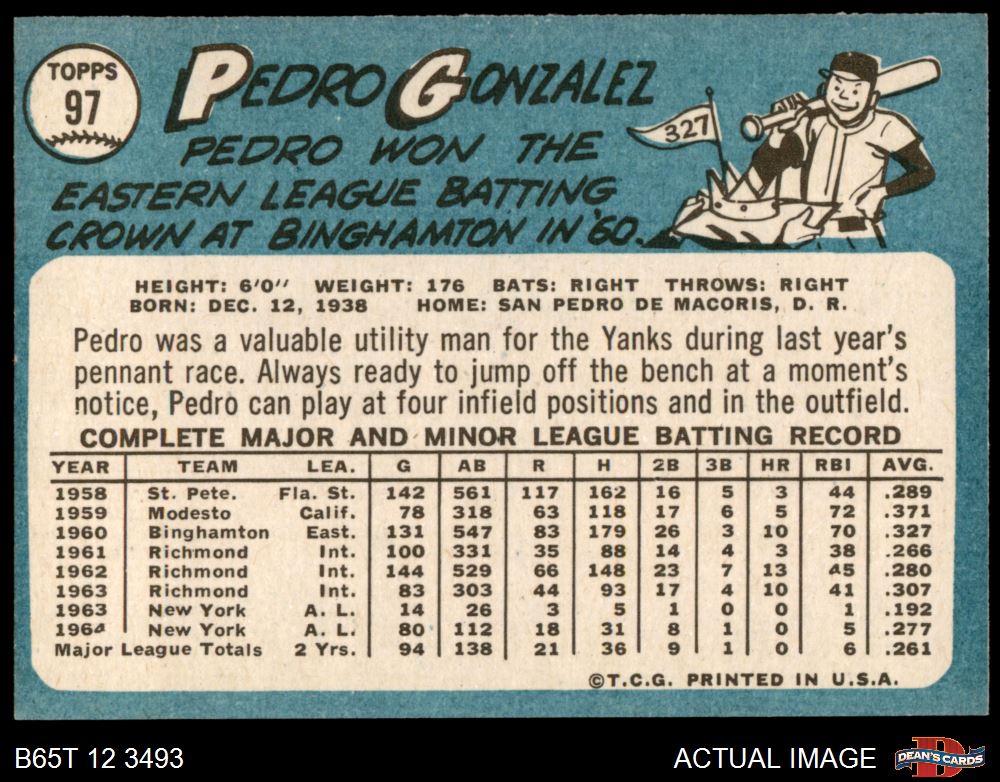 TOPPS
97
PEDRO GONZALEZ
PEDRO WON THE
EASTERN LEAGUE BATTING
CROWN AT BINGHAMTON IN '60.
327
HEIGHT: 6'0" WEIGHT: 176 BATS: RIGHT THROWS: RIGHT
BORN: DEC. 12, 1938 HOME: SAN PEDRO DE MACORIS, D. R.
Pedro was a valuable utility man for the Yanks during last year's
pennant race. Always ready to jump off the bench at a moment's
notice, Pedro can play at four infield positions and in the outfield.
COMPLETE MAJOR AND MINOR LEAGUE BATTING RECORD
YEAR TEAM LEA. G AB R H 2B 3B HR RBI AVG.
1958 St. Pete. Fla. St. 142 561 117 162 16 5 3 44 .289
1959 Modesto Calif. 78 318 63 118 17 6 5 72 .371
1960 Binghamton East. 131 547 83 179 26 3 10 70 .327
1961 Richmond Int. 100 331 35 88 14 4 3 38 .266
1962 Richmond Int. 144 529 66 148 23 7 13 45 .280
1963 Richmond Int. 83 303 44 93 17 4 10 41 .307
1963 New York A. L. 14 26 3 5 1 0 0 1 .192
1964 New York A. L. 80 112 18 31 8 1 0 5 .277
Major League Totals 2 Yrs. 94 138 21 36 9 1 0 6 .261
©T.C.G. PRINTED IN U.S.A.
B65T 12 3493 ACTUAL IMAGE D DEAN'S CARDS